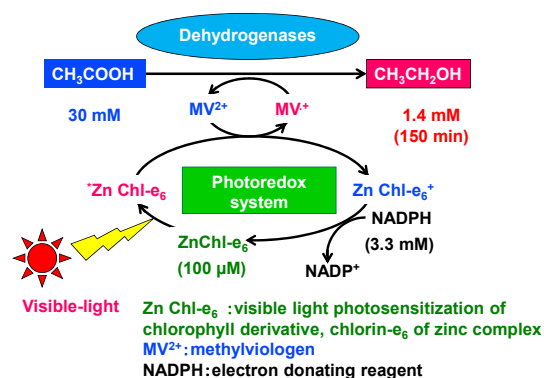 Dehydrogenases
CH₃COOH
CH₃CH₂OH
30 mM
MV²⁺
MV·⁺
1.4 mM
(150 min)
*Zn Chl-e₆
Photoredox
system
Zn Chl-e₆⁺
NADPH
(3.3 mM)
ZnChl-e₆
(100 µM)
NADP⁺
Visible-light
Zn Chl-e₆ :visible light photosensitization of
chlorophyll derivative, chlorin-e₆ of zinc complex
MV²⁺:methylviologen
NADPH:electron donating reagent